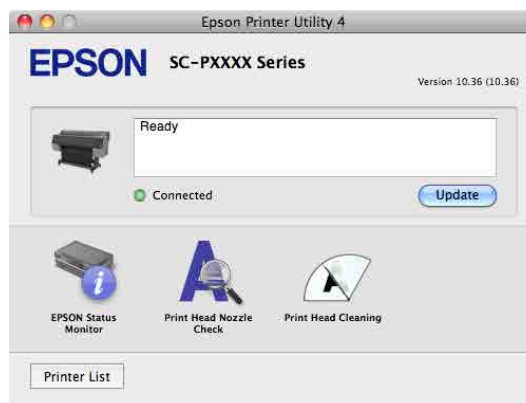 Epson Printer Utility 4
EPSON SC-PXXXX Series
Version 10.36 (10.36)
Ready
Connected
Update
EPSON Status
Monitor
Print Head Nozzle
Check
Print Head Cleaning
Printer List